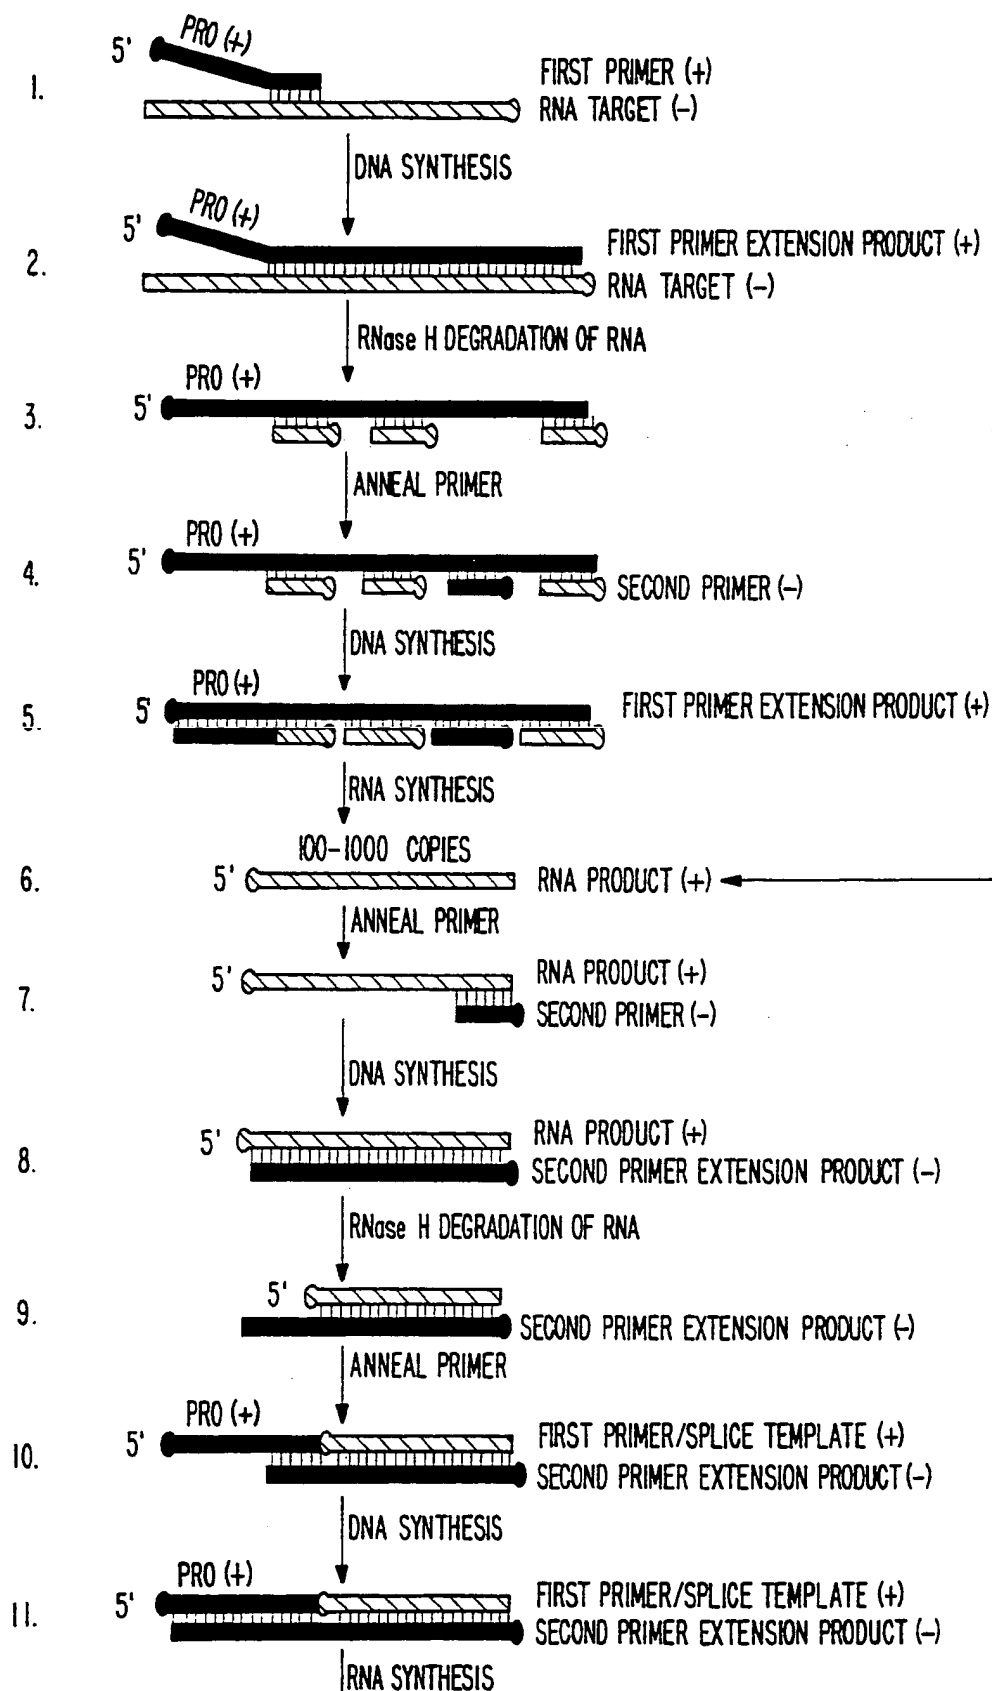 5' PRO (+)
1.
FIRST PRIMER (+)
RNA TARGET (-)
DNA SYNTHESIS
5' PRO (+)
2.
FIRST PRIMER EXTENSION PRODUCT (+)
RNA TARGET (-)
RNase H DEGRADATION OF RNA
PRO (+)
3. 5'
ANNEAL PRIMER
PRO (+)
4. 5'
SECOND PRIMER (-)
DNA SYNTHESIS
PRO (+)
5. 5' FIRST PRIMER EXTENSION PRODUCT (+)
RNA SYNTHESIS
100-1000 COPIES
6. 5' RNA PRODUCT (+)
ANNEAL PRIMER
5' RNA PRODUCT (+)
7.
SECOND PRIMER (-)
DNA SYNTHESIS
5' RNA PRODUCT (+)
8.
SECOND PRIMER EXTENSION PRODUCT (-)
RNase H DEGRADATION OF RNA
5'
9.
SECOND PRIMER EXTENSION PRODUCT (-)
ANNEAL PRIMER
PRO (+)
10. 5' FIRST PRIMER/SPLICE TEMPLATE (+)
SECOND PRIMER EXTENSION PRODUCT (-)
DNA SYNTHESIS
PRO (+)
11. 5' FIRST PRIMER/SPLICE TEMPLATE (+)
SECOND PRIMER EXTENSION PRODUCT (-)
RNA SYNTHESIS